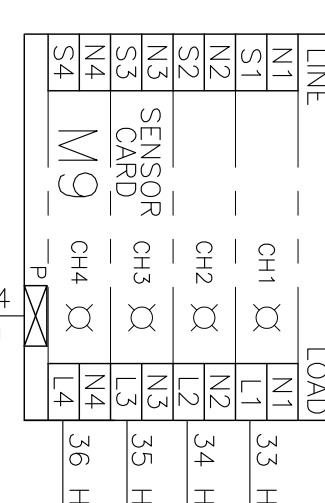 LINE LOAD
N1 CH1 N1
S1 L1 33 H
N2 CH2 N2
S2 L2 34 H
N3 SENSOR CH3 N3
S3 CARD L3 35 H
N4 M9 CH4 N4
S4 L4 36 H
P
4